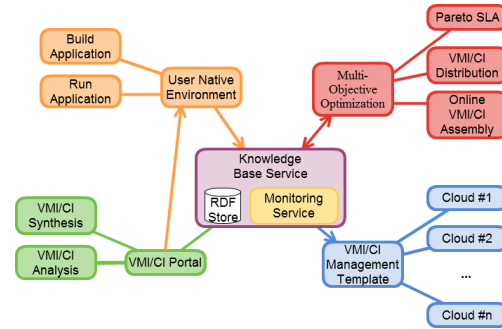 Build
Application
Run
Application
User Native
Environment
Multi-
Objective
Optimization
Pareto SLA
VMI/CI
Distribution
Online
VMI/CI
Assembly
Knowledge
Base Service
RDF
Store
Monitoring
Service
VMI/CI
Synthesis
VMI/CI
Analysis
VMI/CI Portal
VMI/CI
Management
Template
Cloud #1
Cloud #2
...
Cloud #n